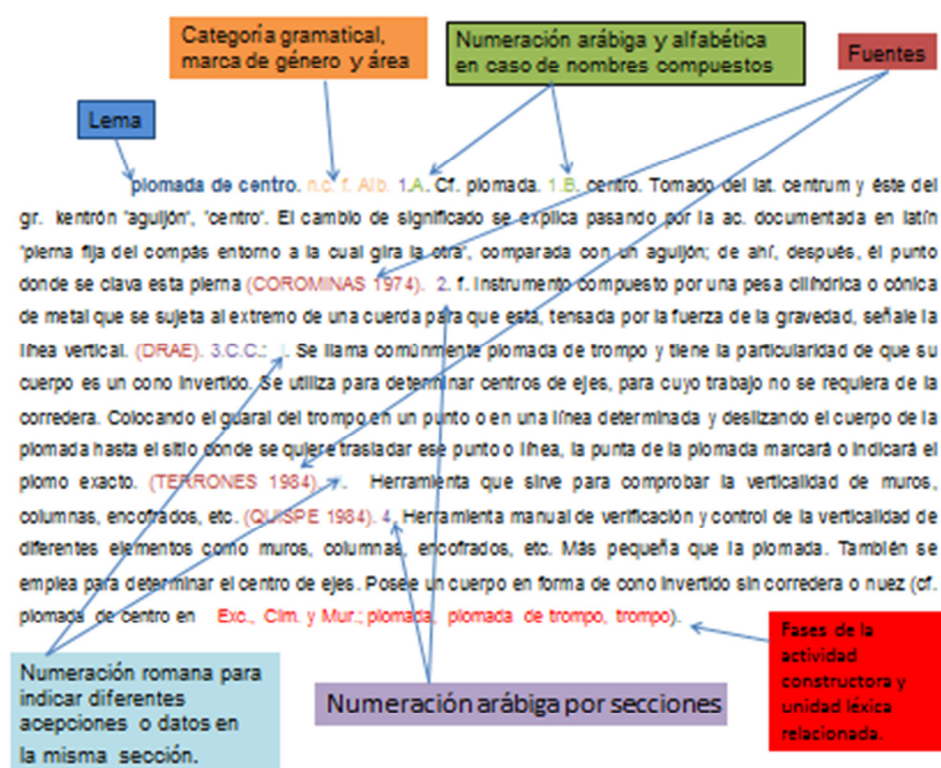 Categoría gramatical,
marca de género y área
Numeración arábiga y alfabética
en caso de nombres compuestos
Fuentes
Lema
plomada de centro. n.c. f. Alb. 1.A. Cf. plomada. 1.B. centro. Tomado del lat. centrum y éste del
gr. kentrón "aguijón", "centro". El cambio de significado se explica pasando por la ac. documentada en latín
"pierna fija del compás entorno a la cual gira la otra", comparada con un aguijón; de ahí, después, él punto
donde se clava esta pierna (COROMINAS 1974). 2. f. Instrumento compuesto por una pesa cilíndrica o cónica
de metal que se sujeta al extremo de una cuerda para que esta, tensada por la fuerza de la gravedad, señale la
línea vertical. (DRAE). 3.C.C.: i. Se llama comúnmente plomada de trompo y tiene la particularidad de que su
cuerpo es un cono invertido. Se utiliza para determinar centros de ejes, para cuyo trabajo no se requiera de la
corredera. Colocando el guaral del trompo en un punto o en una línea determinada y deslizando el cuerpo de la
plomada hasta el sitio donde se quiere trasladar ese punto o línea, la punta de la plomada marcará o indicará el
plomo exacto. (TERRONES 1984). Herramienta que sirve para comprobar la verticalidad de muros,
columnas, encofrados, etc. (QUISPE 1984). 4. Herramienta manual de verificación y control de la verticalidad de
diferentes elementos como muros, columnas, encofrados, etc. Más pequeña que la plomada. También se
emplea para determinar el centro de ejes. Posee un cuerpo en forma de cono invertido sin corredera o nuez (cf.
plomada de centro en Exc., Cim. y Mur.; plomada, plomada de trompo, trompo).
Numeración romana para
indicar diferentes
acepciones o datos en
la misma sección.
Numeración arábiga por secciones
Fases de la
actividad
constructora y
unidad léxica
relacionada.